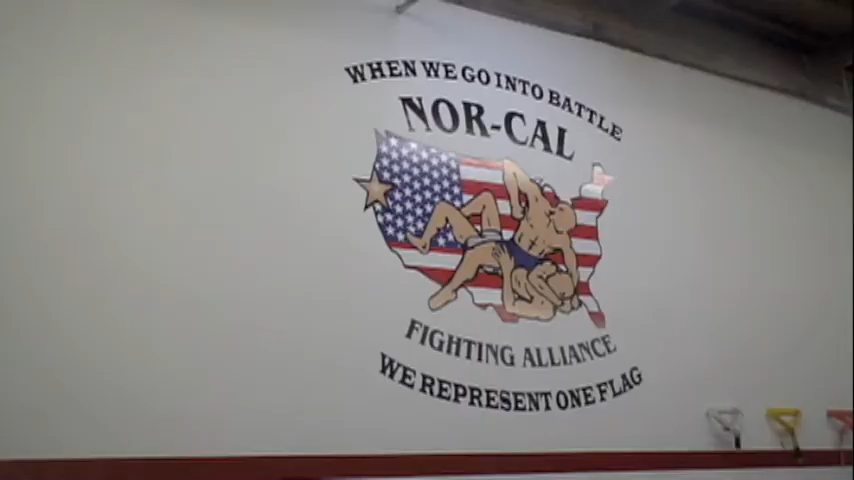 WHEN WE GO INTO BATTLE
NOR-CAL
FIGHTING ALLIANCE
WE REPRESENT ONE FLAG